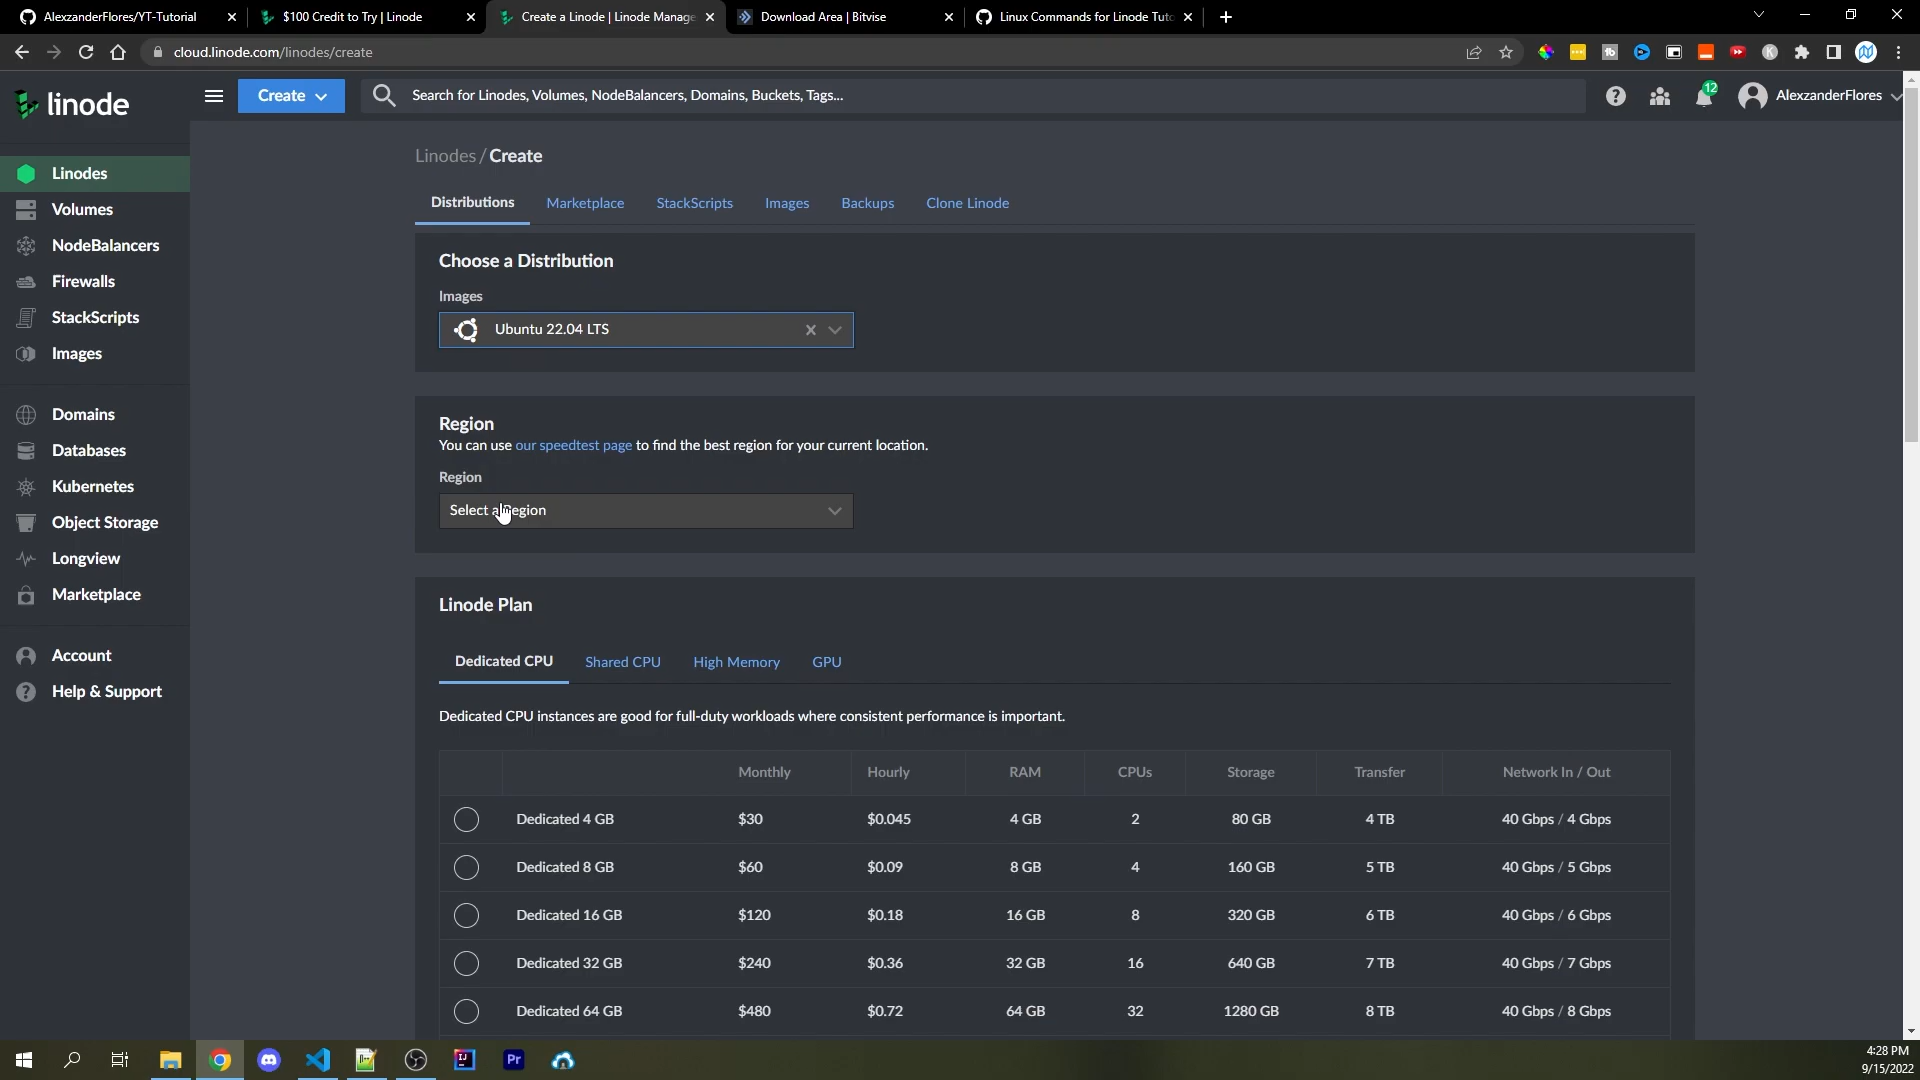 AlexzanderFlores/YT-Tutorial
$100 Credit to Try | Linode
Create a Linode | Linode Manage
Download Area | Bitvise
Linux Commands for Linode Tuto
cloud.linode.com/linodes/create
linode
Create
Search for Linodes, Volumes, NodeBalancers, Domains, Buckets, Tags...
12
AlexzanderFlores
Linodes
Volumes
NodeBalancers
Firewalls
StackScripts
Images
Domains
Databases
Kubernetes
Object Storage
Longview
Marketplace
Account
Help & Support
Linodes / Create
Distributions Marketplace StackScripts Images Backups Clone Linode
Choose a Distribution
Images
Ubuntu 22.04 LTS
Region
You can use our speedtest page to find the best region for your current location.
Region
Select a Region
Linode Plan
Dedicated CPU Shared CPU High Memory GPU
Dedicated CPU instances are good for full-duty workloads where consistent performance is important.
Monthly Hourly RAM CPUs Storage Transfer Network In / Out
Dedicated 4 GB $30 $0.045 4 GB 2 80 GB 4 TB 40 Gbps / 4 Gbps
Dedicated 8 GB $60 $0.09 8 GB 4 160 GB 5 TB 40 Gbps / 5 Gbps
Dedicated 16 GB $120 $0.18 16 GB 8 320 GB 6 TB 40 Gbps / 6 Gbps
Dedicated 32 GB $240 $0.36 32 GB 16 640 GB 7 TB 40 Gbps / 7 Gbps
Dedicated 64 GB $480 $0.72 64 GB 32 1280 GB 8 TB 40 Gbps / 8 Gbps
IJ
Pr
4:28 PM
9/15/2022